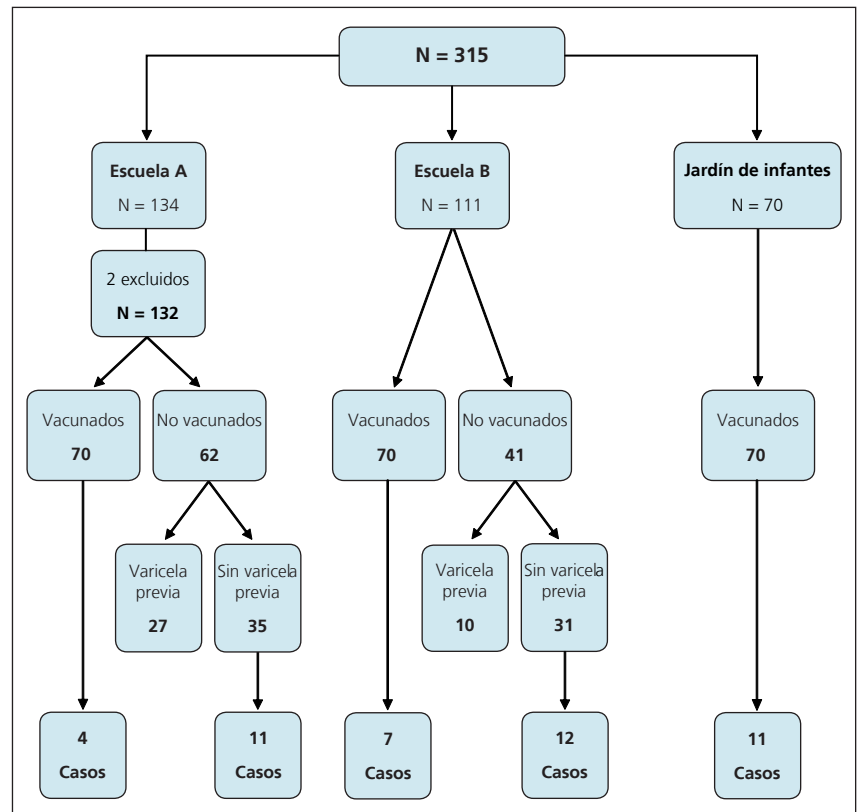 N = 315
Escuela A
N = 134
Escuela B
N = 111
Jardín de infantes
N = 70
2 excluidos
N = 132
Vacunados
70
No vacunados
62
Vacunados
70
No vacunados
41
Vacunados
70
Varicela
previa
27
Sin varicela
previa
35
Varicela
previa
10
Sin varicela
previa
31
4
Casos
11
Casos
7
Casos
12
Casos
11
Casos